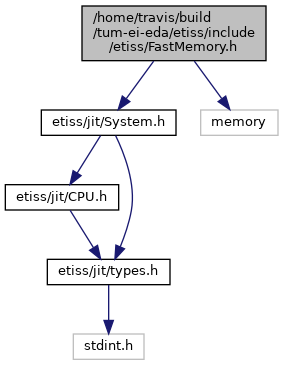 /home/travis/build
/tum-ei-eda/etiss/include
/etiss/FastMemory.h
etiss/jit/System.h
memory
etiss/jit/CPU.h
etiss/jit/types.h
stdint.h